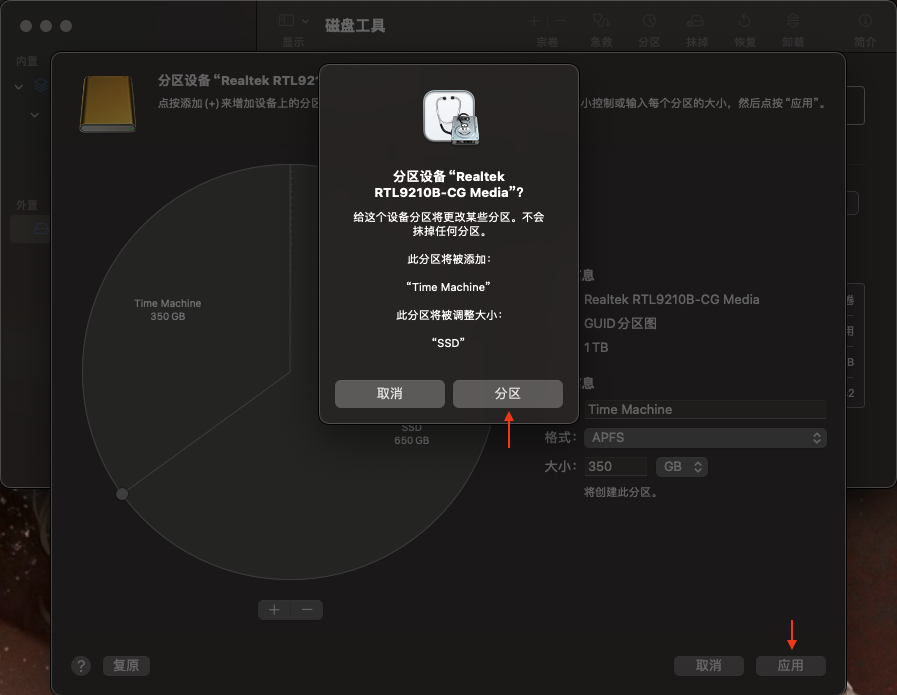 磁盘工具
显示
宗卷
急救
分区
抹掉
恢复
卸载
简介
内置
外置
分区设备“Realtek RTL92
点按添加 (+) 来增加设备上的分区
小控制或输入每个分区的大小，然后点按“应用”。
分区设备“Realtek
RTL9210B-CG Media”？
给这个设备分区将更改某些分区。不会
抹掉任何分区。
此分区将被添加：
“Time Machine”
此分区将被调整大小：
“SSD”
取消
分区
Time Machine
350 GB
SSD
650 GB
息
Realtek RTL9210B-CG Media
GUID 分区图
1 TB
息
Time Machine
格式：
APFS
大小：
350
GB
将创建此分区。
+
−
?
复原
取消
应用